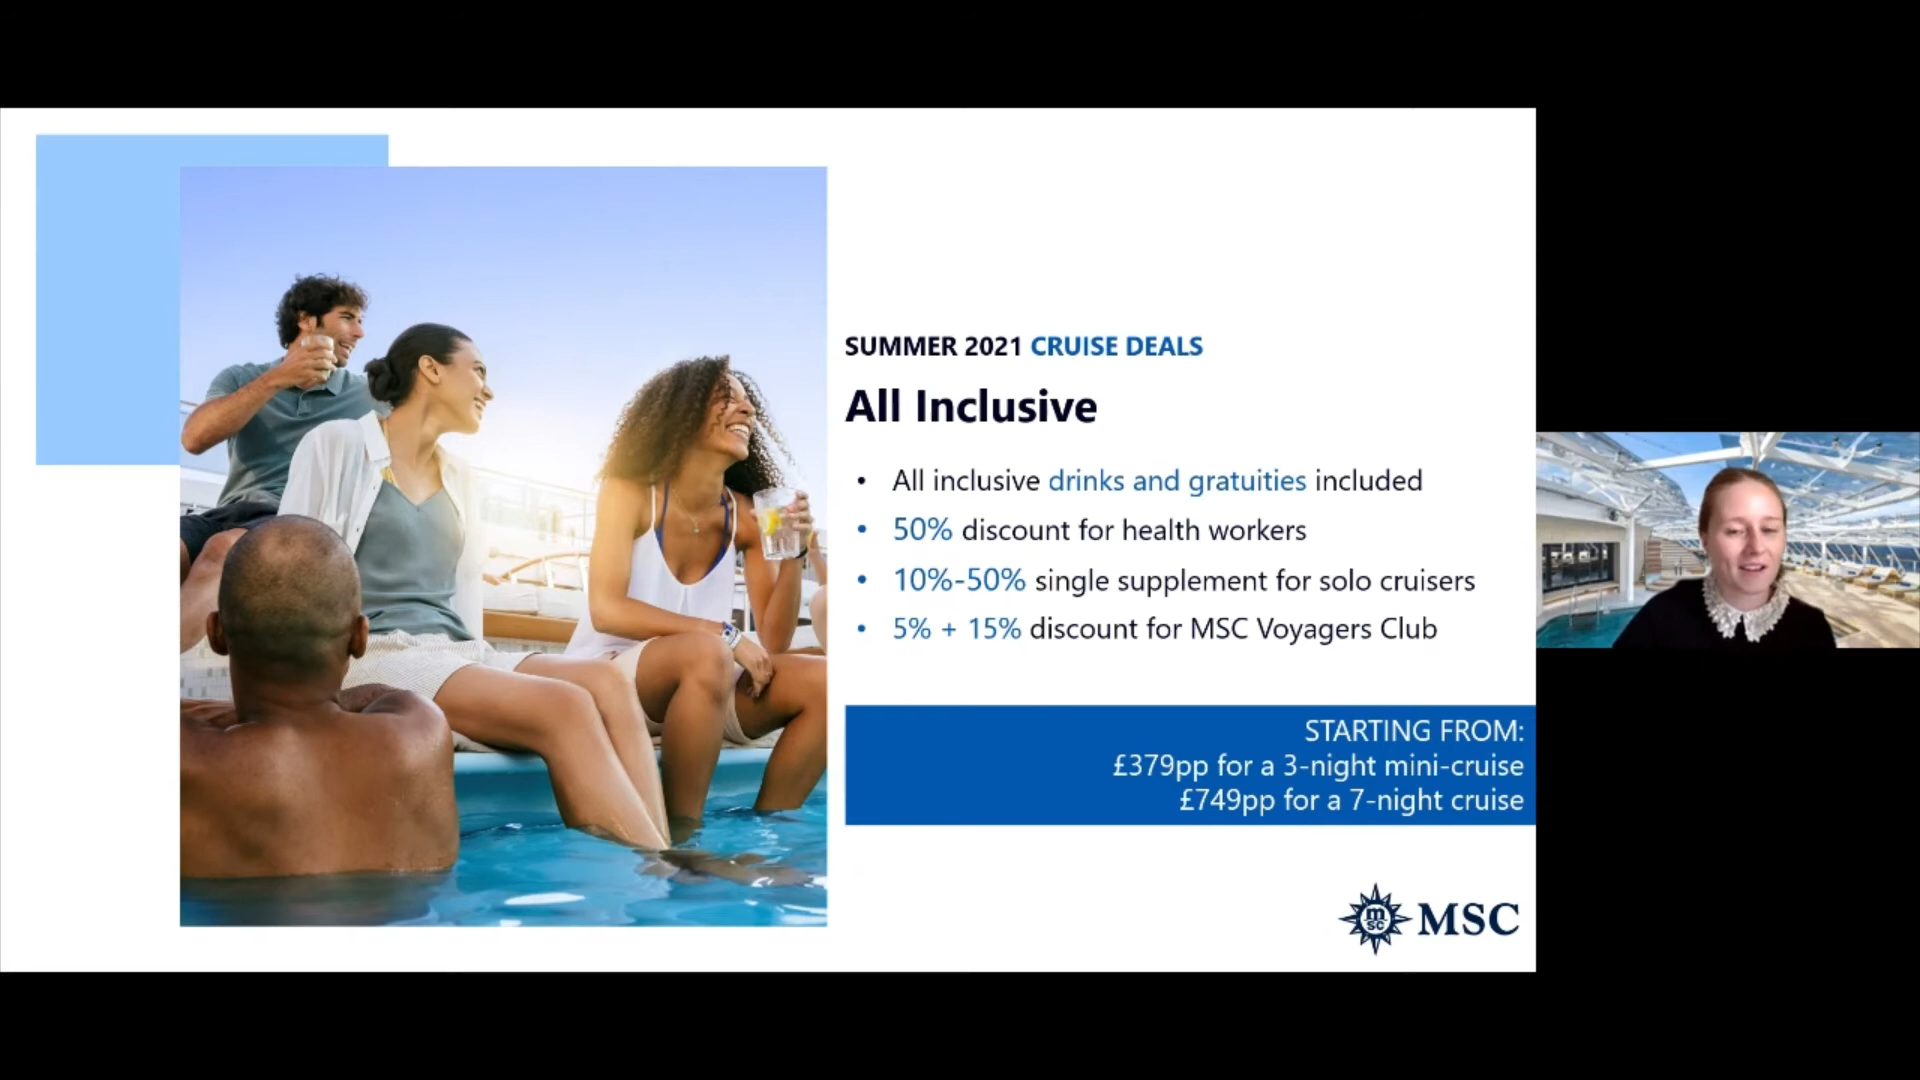 SUMMER 2021 CRUISE DEALS
All Inclusive
• All inclusive drinks and gratuities included
• 50% discount for health workers
• 10%-50% single supplement for solo cruisers
• 5% + 15% discount for MSC Voyagers Club
STARTING FROM:
£379pp for a 3-night mini-cruise
£749pp for a 7-night cruise
m
sc
MSC